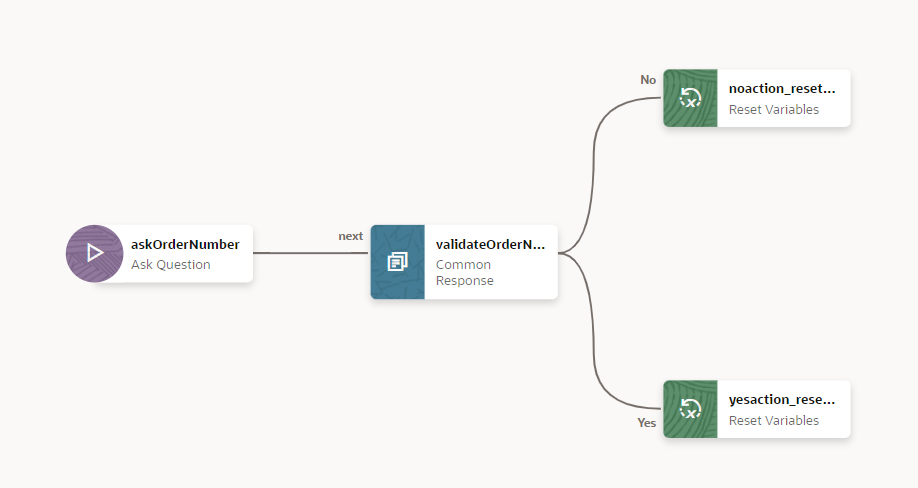 No
noaction_reset...
Reset Variables
askOrderNumber
Ask Question
next
validateOrderN...
Common
Response
yesaction_rese...
Reset Variables
Yes